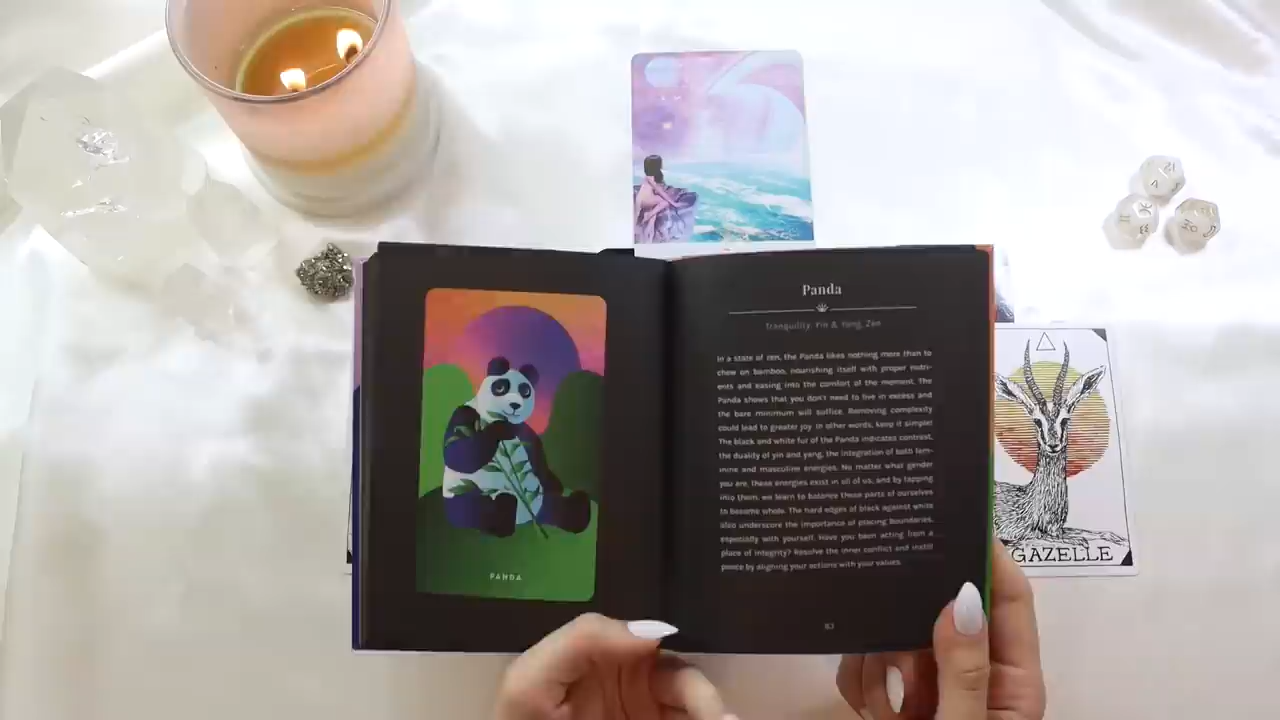 PANDA
Panda
Tranquility, Yin & Yang, Zen
In a state of zen, the Panda likes nothing more than to
chew on bamboo, nourishing itself with proper nutri-
ents and easing into the comfort of the moment. The
Panda shows that you don't need to live in excess and
the bare minimum will suffice. Removing complexity
could lead to greater joy. In other words, keep it simple!
The black and white fur of the Panda indicates contrast,
the duality of yin and yang, the integration of both fem-
inine and masculine energies. No matter what gender
you are, these energies exist in all of us, and by tapping
into them, we learn to balance those parts of ourselves
to become whole. The hard edges of black against white
also underscore the importance of placing boundaries,
especially with yourself. Have you been acting from a
place of integrity? Resolve the inner conflict and instill
peace by aligning your actions with your values.
GAZELLE